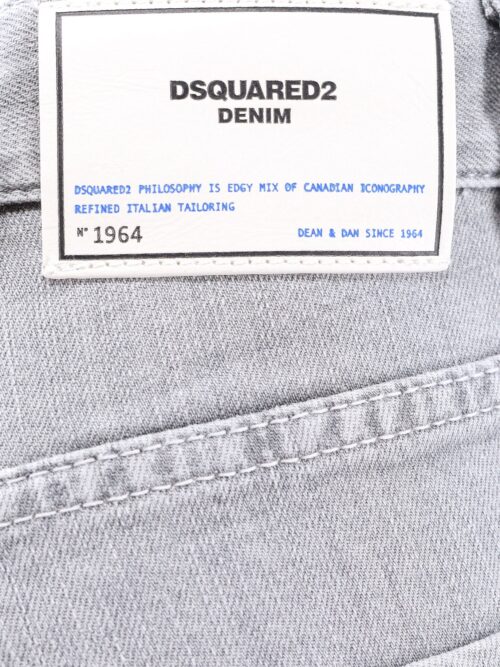 DSQUARED2
DENIM
DSQUARED2 PHILOSOPHY IS EDGY MIX OF CANADIAN ICONOGRAPHY
REFINED ITALIAN TAILORING
N° 1964
DEAN & DAN SINCE 1964